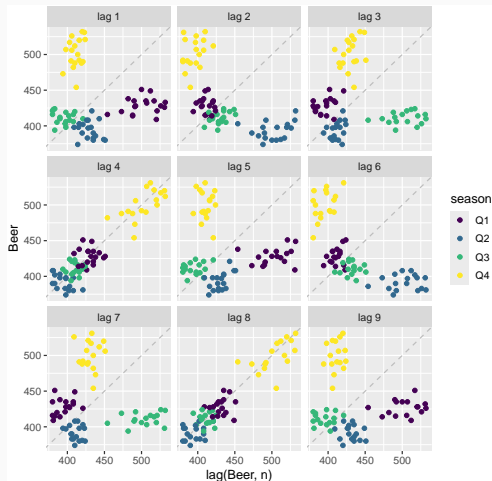 lag 1 lag 2 lag 3
500
450
400
lag 4 lag 5 lag 6
500
450
400
lag 7 lag 8 lag 9
500
450
400
400 450 500 400 450 500 400 450 500
lag(Beer, n)
Beer
season
Q1
Q2
Q3
Q4